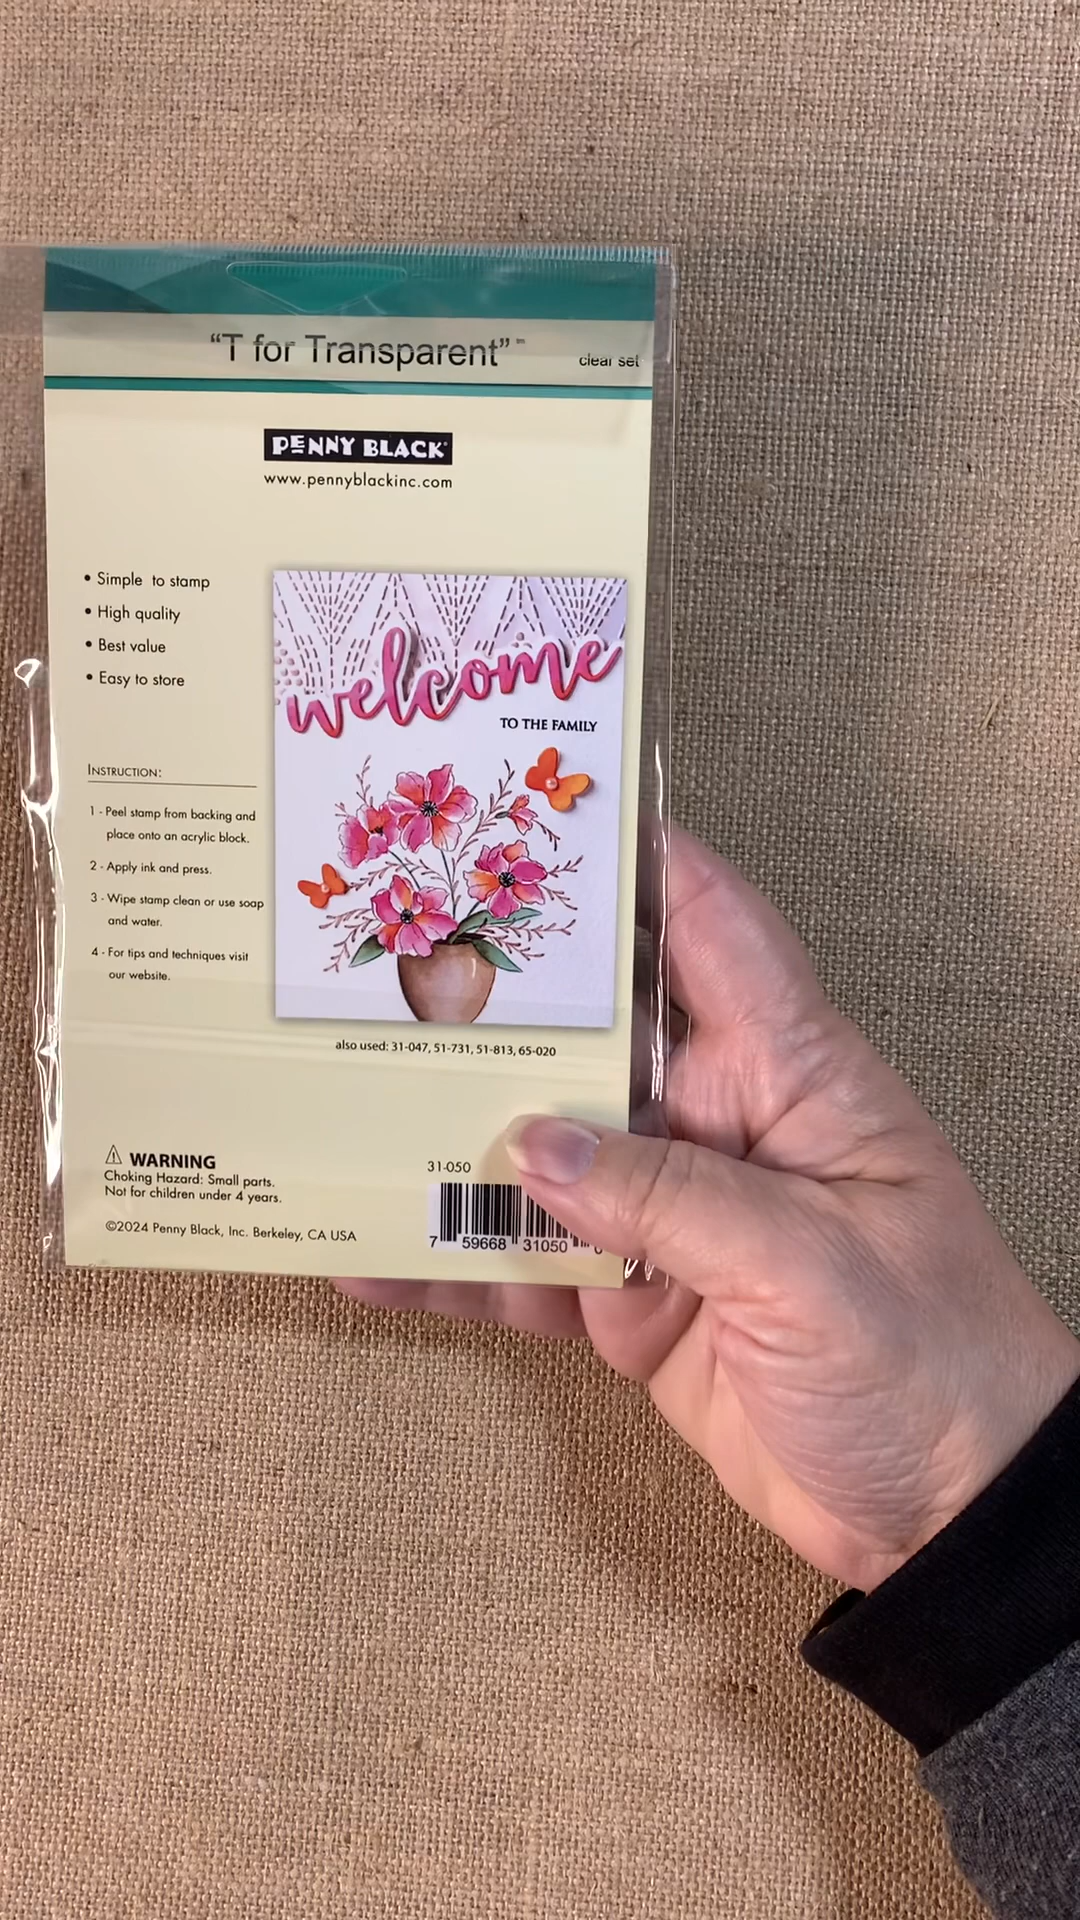 “T for Transparent”™
clear set
PENNY BLACK®
www.pennyblackinc.com
• Simple to stamp
• High quality
• Best value
• Easy to store
INSTRUCTION:
1 - Peel stamp from backing and
place onto an acrylic block.
2 - Apply ink and press.
3 - Wipe stamp clean or use soap
and water.
4 - For tips and techniques visit
our website.
welcome
TO THE FAMILY
also used: 31-047, 51-731, 51-813, 65-020
⚠ WARNING
Choking Hazard: Small parts.
Not for children under 4 years.
©2024 Penny Black, Inc. Berkeley, CA USA
31-050
7 59668 31050